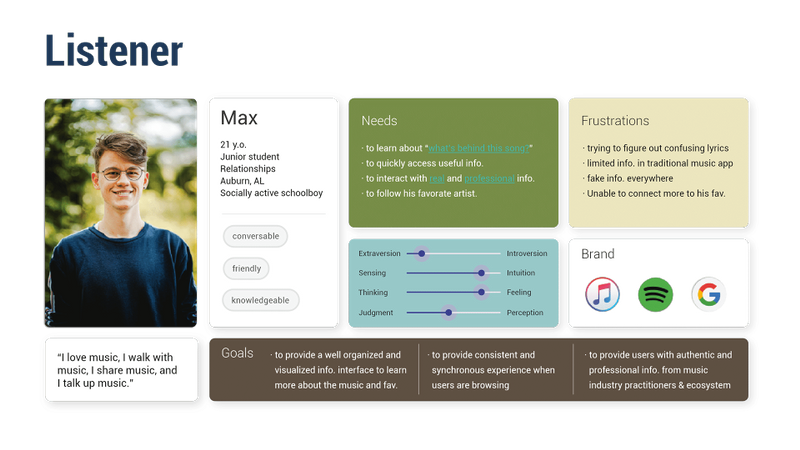 Listener
Max
21 y.o.
Junior student
Relationships
Auburn, AL
Socially active schoolboy
conversable
friendly
knowledgeable
Needs
· to learn about “what's behind this song?”
· to quickly access useful info.
· to interact with real and professional info.
· to follow his favorate artist.
Frustrations
· trying to figure out confusing lyrics
· limited info. in traditional music app
· fake info. everywhere
· Unable to connect more to his fav.
Extraversion Introversion
Sensing Intuition
Thinking Feeling
Judgment Perception
Brand
“I love music, I walk with
music, I share music, and
I talk up music.”
Goals
· to provide a well organized and
visualized info. interface to learn
more about the music and fav.
· to provide consistent and
synchronous experience when
users are browsing
· to provide users with authentic and
professional info. from music
industry practitioners & ecosystem